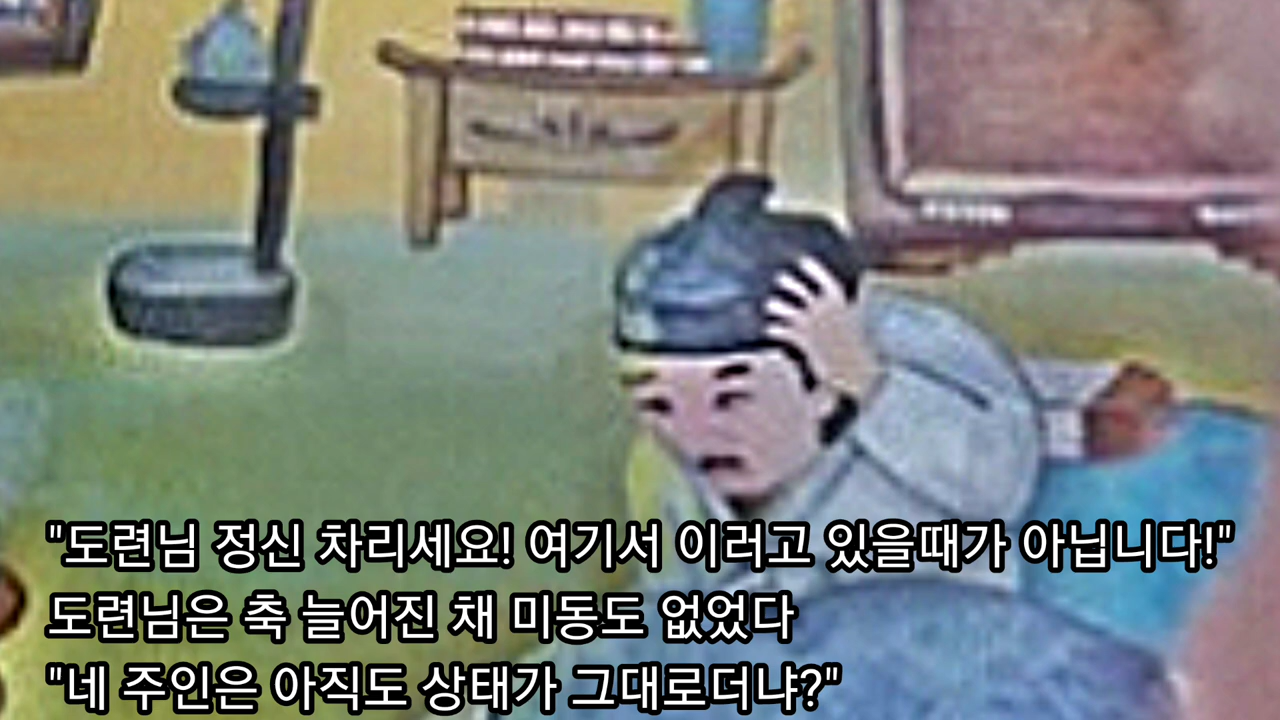 "도련님 정신 차리세요! 여기서 이러고 있을때가 아닙니다!"
도련님은 축 늘어진 채 미동도 없었다
"네 주인은 아직도 상태가 그대로더냐?"